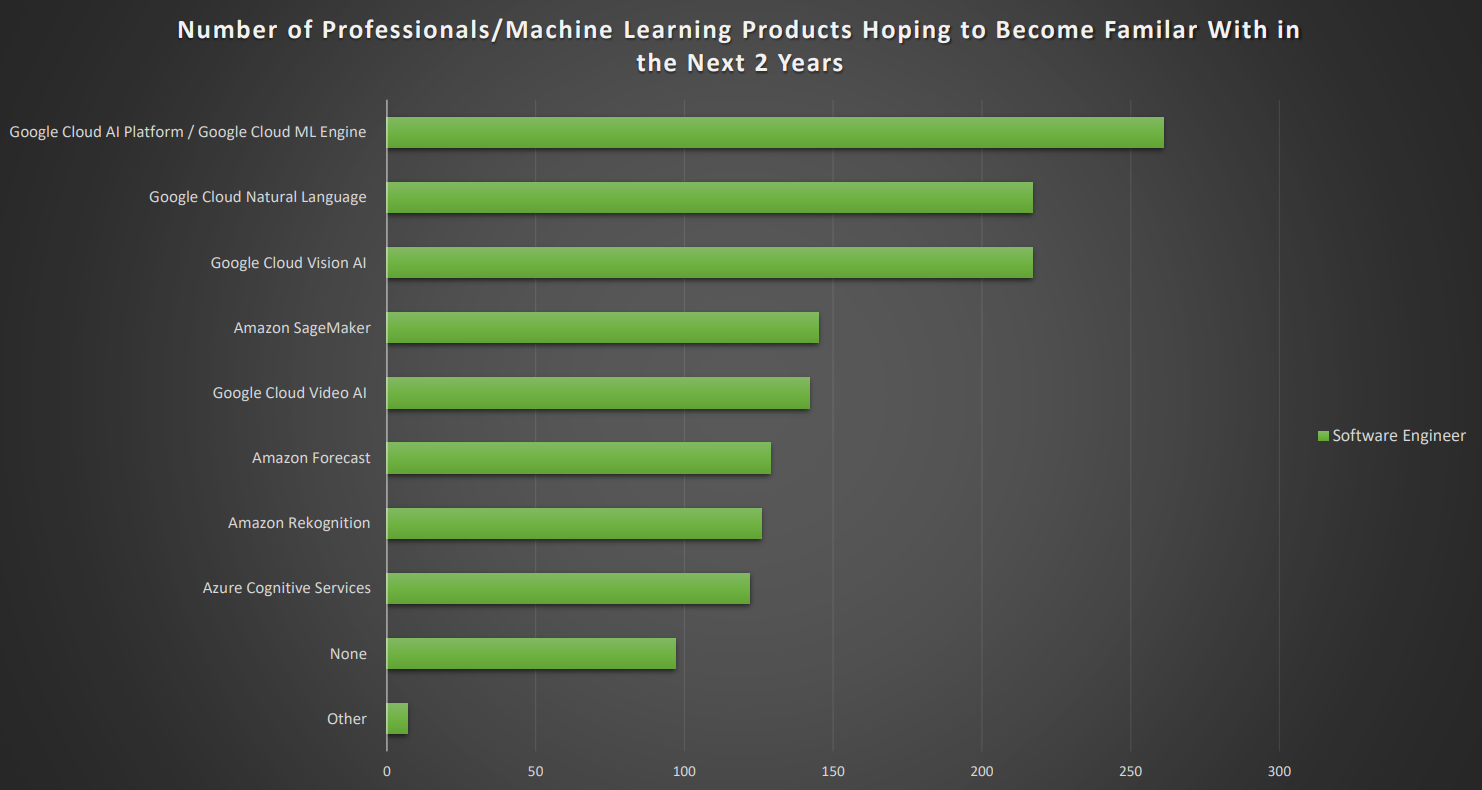 Number of Professionals/Machine Learning Products Hoping to Become Familar With in
the Next 2 Years
Google Cloud AI Platform / Google Cloud ML Engine
Google Cloud Natural Language
Google Cloud Vision AI
Amazon SageMaker
Google Cloud Video AI
Amazon Forecast
Amazon Rekognition
Azure Cognitive Services
None
Other
0 50 100 150 200 250 300
Software Engineer